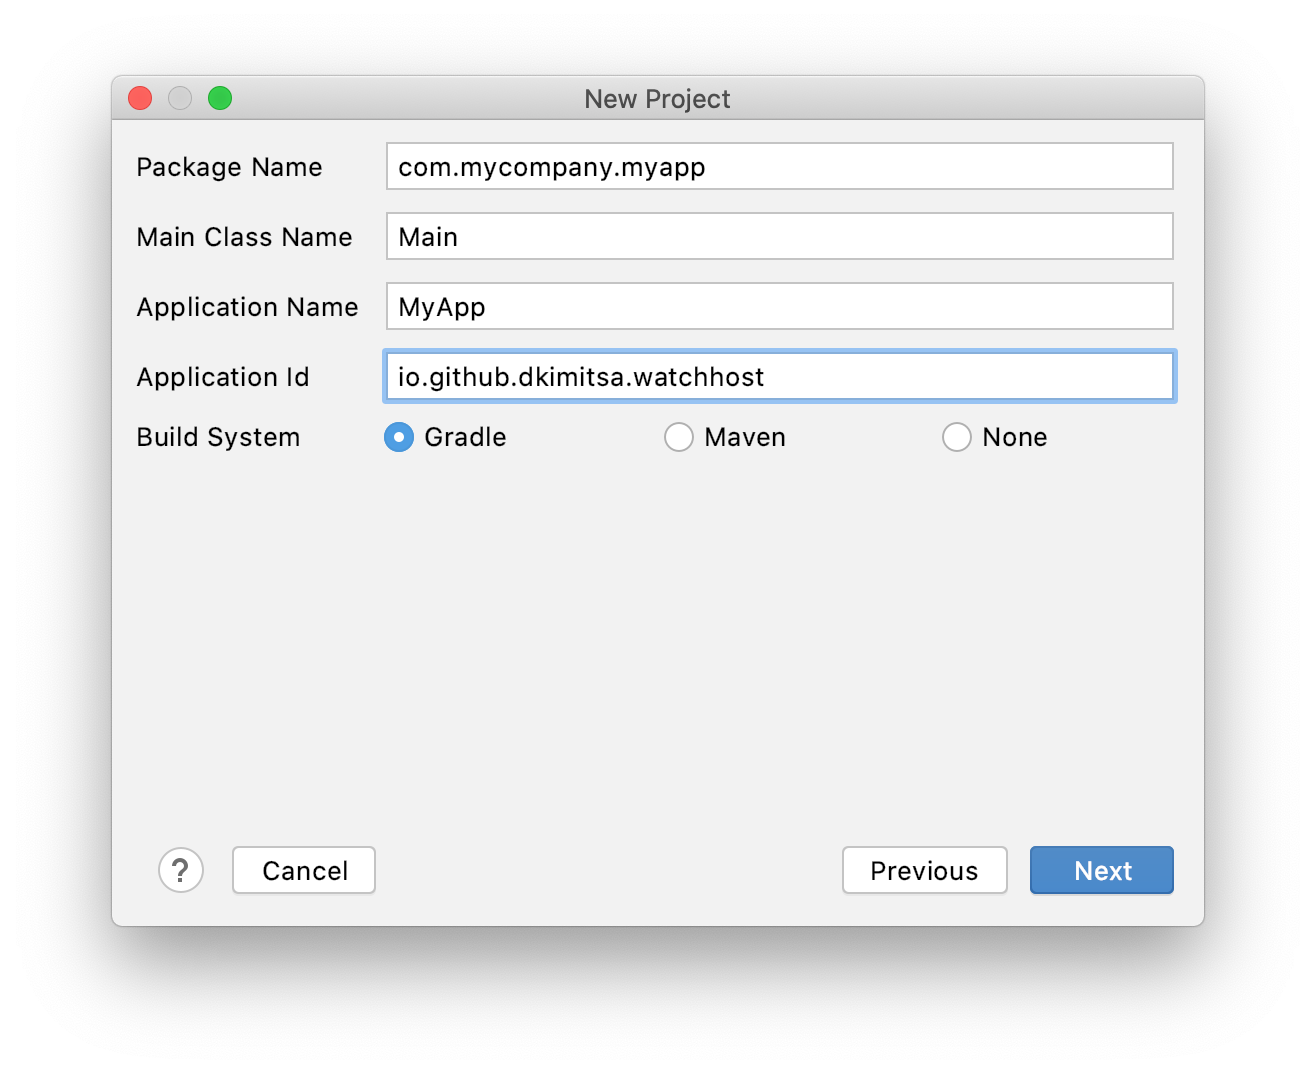 New Project
Package Name com.mycompany.myapp
Main Class Name Main
Application Name MyApp
Application Id io.github.dkimitsa.watchhost
Build System Gradle Maven None
? Cancel Previous Next